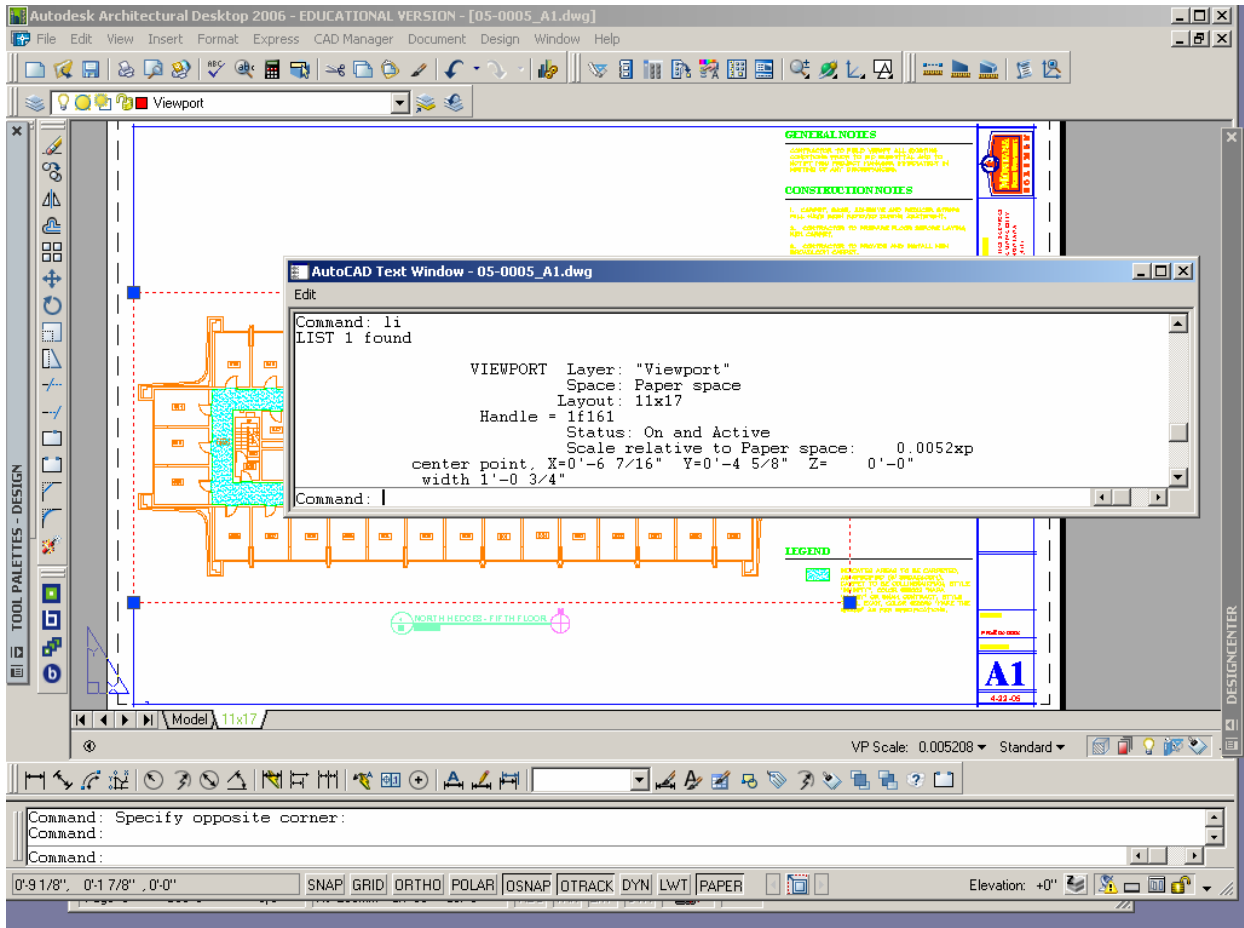 Autodesk Architectural Desktop 2006 - EDUCATIONAL VERSION - [05-0005_A1.dwg]
File Edit View Insert Format Express CAD Manager Document Design Window Help
Viewport
GENERAL NOTES
CONSTRUCTION NOTES
AutoCAD Text Window - 05-0005_A1.dwg
Edit
Command: li
LIST 1 found
VIEWPORT Layer: "Viewport"
Space: Paper space
Layout: 11x17
Handle = 1f161
Status: On and Active
Scale relative to Paper space: 0.0052xp
center point, X=0'-6 7/16" Y=0'-4 5/8" Z= 0'-0"
width 1'-0 3/4"
Command:
TOOL PALETTES - DESIGN
DESIGNCENTER
LEGEND
NORTH HEDGES - FIFTH FLOOR
A1
4-22-05
Model 11x17
VP Scale: 0.005208 Standard
Command: Specify opposite corner:
Command:
Command:
0'-9 1/8", 0'-1 7/8" , 0'-0" SNAP GRID ORTHO POLAR OSNAP OTRACK DYN LWT PAPER Elevation: +0"